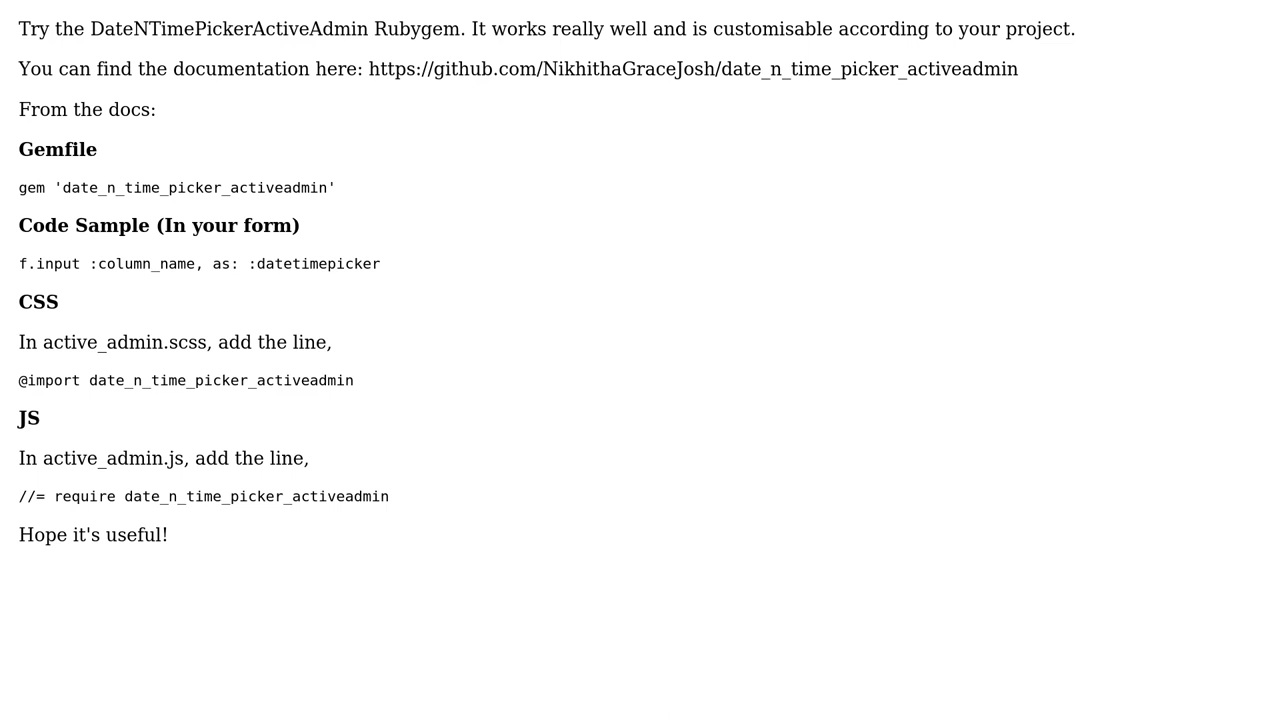 Try the DateNTimePickerActiveAdmin Rubygem. It works really well and is customisable according to your project.
You can find the documentation here: https://github.com/NikhithaGraceJosh/date_n_time_picker_activeadmin
From the docs:
Gemfile
gem 'date_n_time_picker_activeadmin'
Code Sample (In your form)
f.input :column_name, as: :datetimepicker
CSS
In active_admin.scss, add the line,
@import date_n_time_picker_activeadmin
JS
In active_admin.js, add the line,
//= require date_n_time_picker_activeadmin
Hope it's useful!